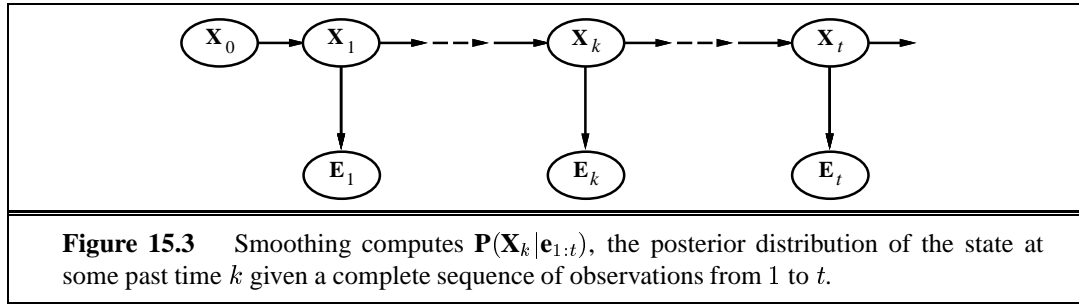 X0 X1 Xk Xt
E1 Ek Et
Figure 15.3 Smoothing computes P(Xk|e1:t), the posterior distribution of the state at
some past time k given a complete sequence of observations from 1 to t.